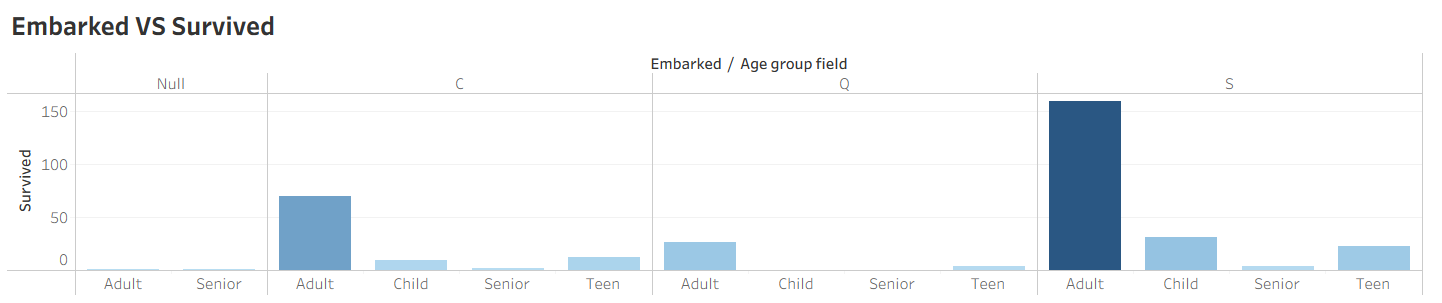 Embarked VS Survived
Embarked / Age group field
Null C Q S
Survived
150
100
50
0
Adult Senior Adult Child Senior Teen Adult Child Senior Teen Adult Child Senior Teen